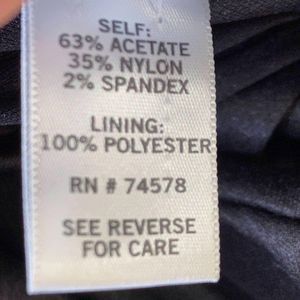 SELF:
63% ACETATE
35% NYLON
2% SPANDEX
LINING:
100% POLYESTER
RN # 74578
SEE REVERSE
FOR CARE